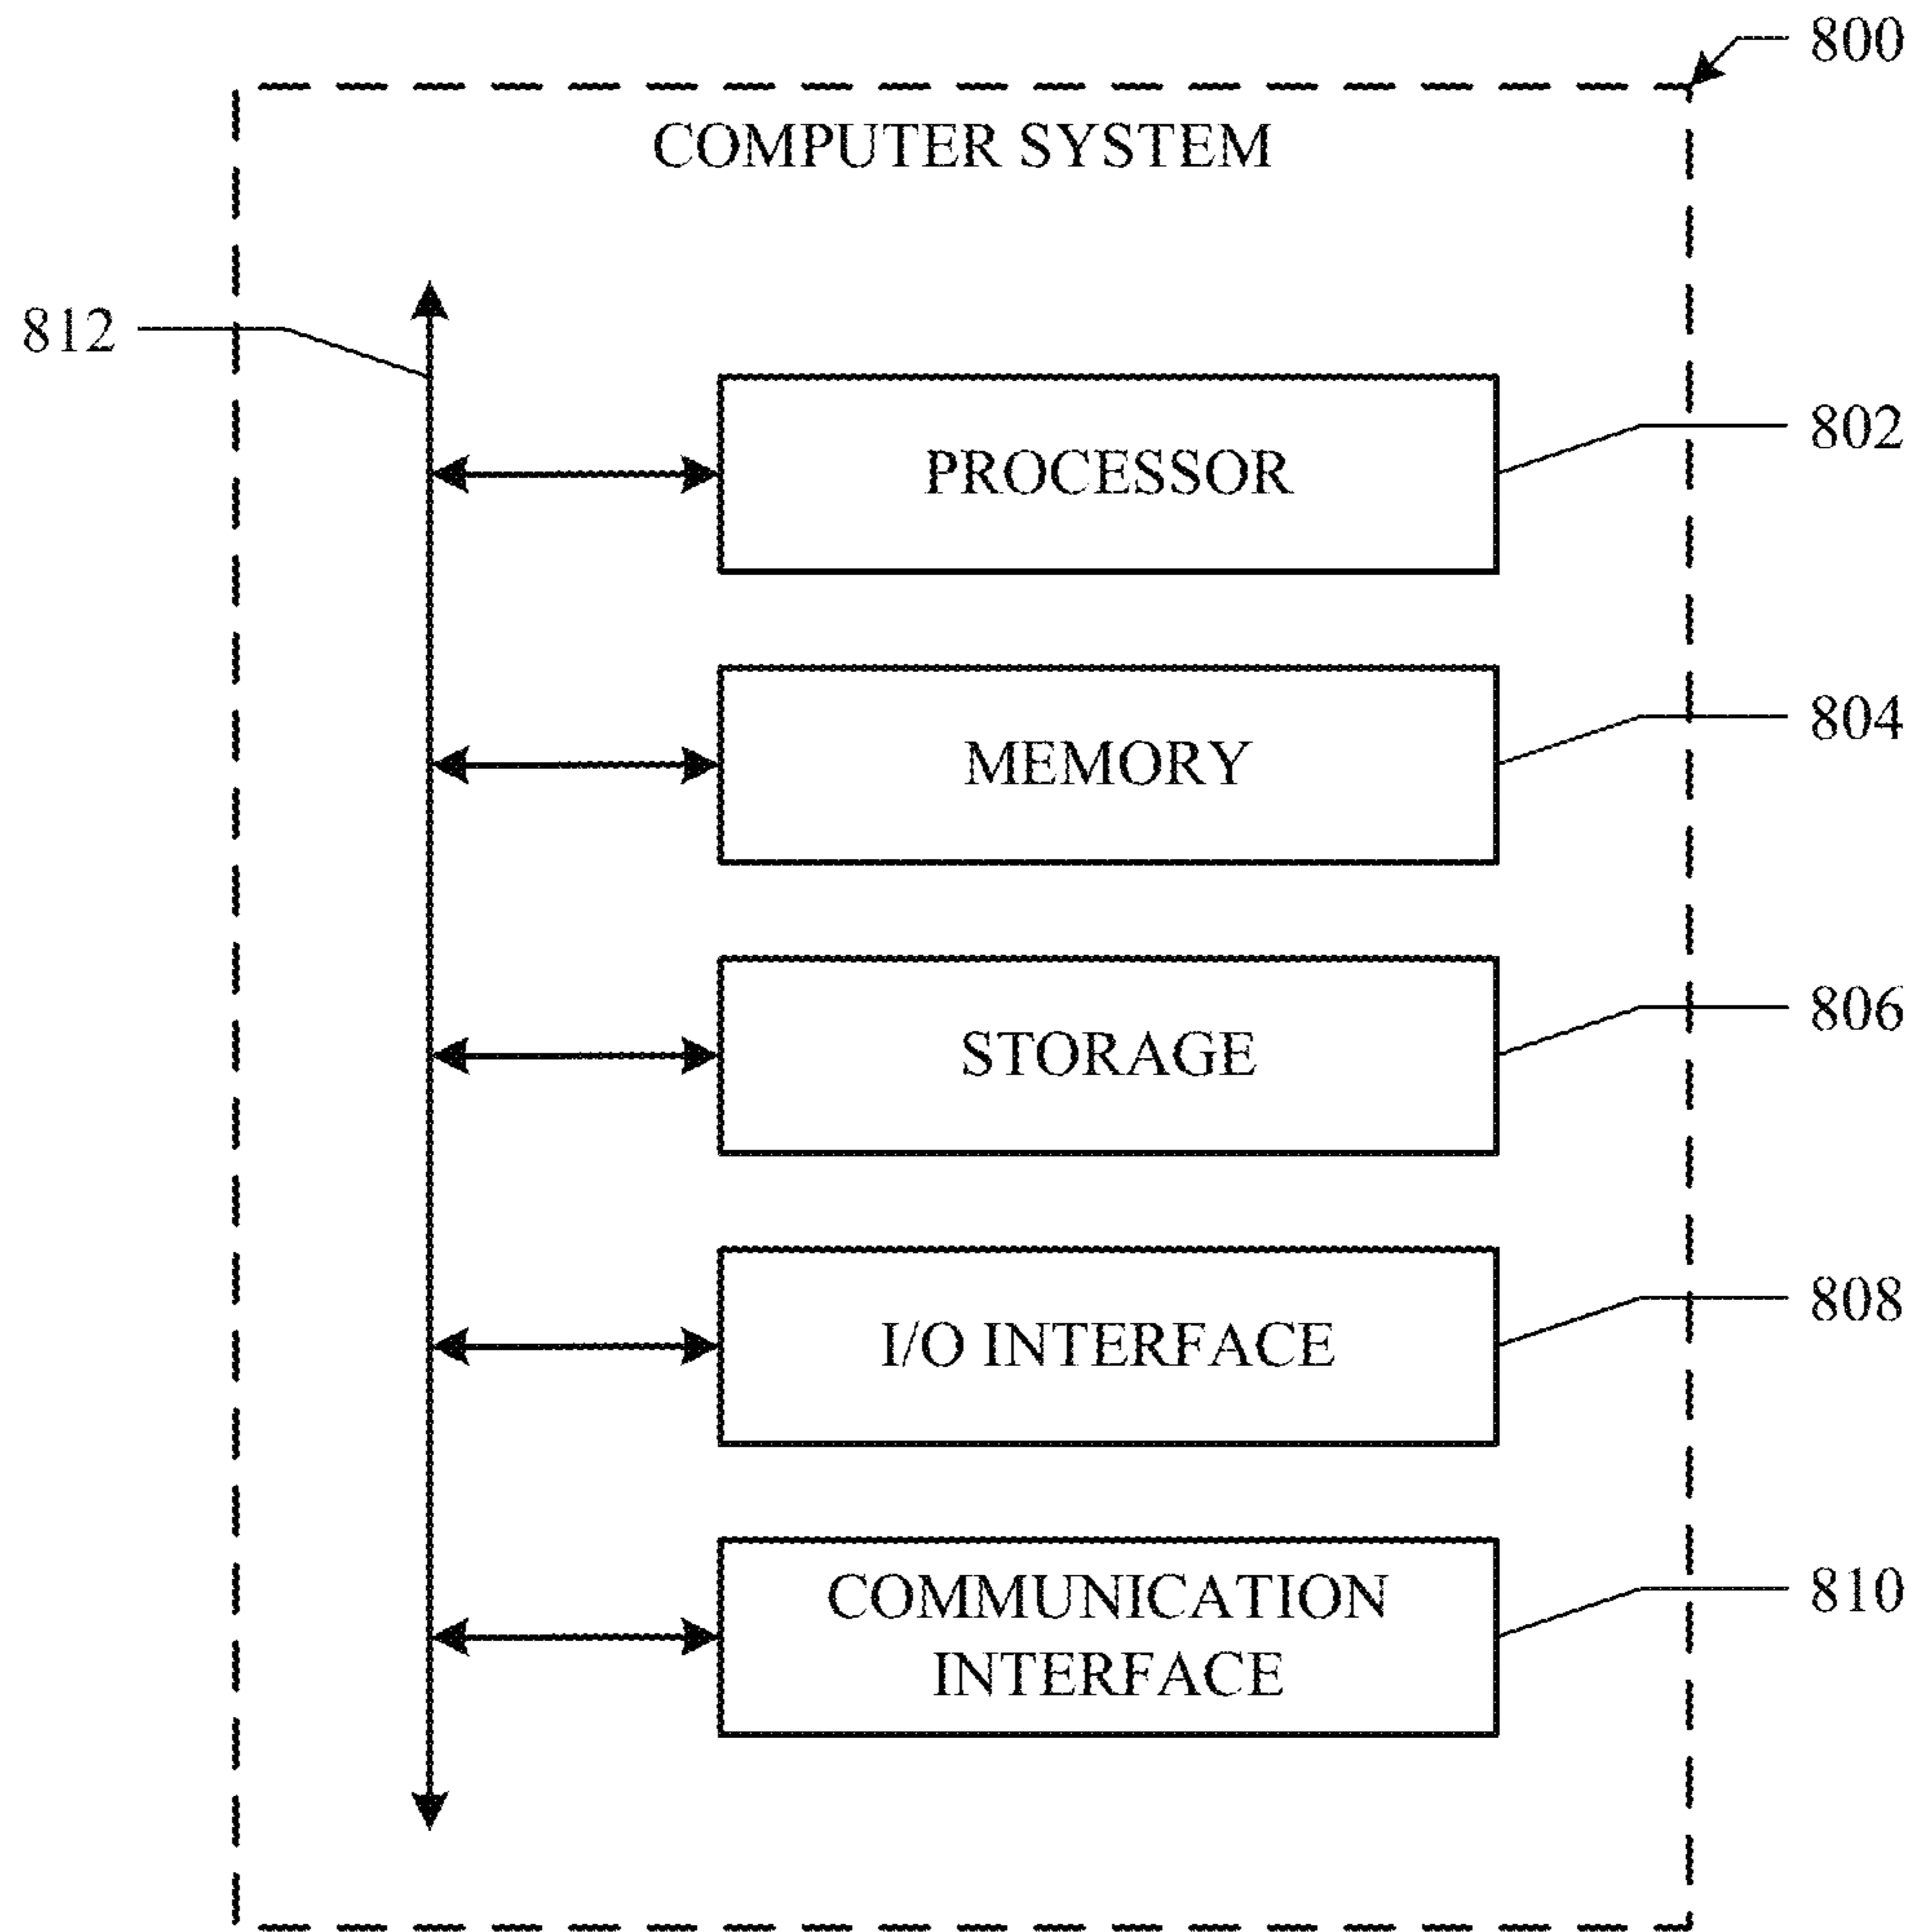 800
COMPUTER SYSTEM
812
802
PROCESSOR
804
MEMORY
806
STORAGE
808
I/O INTERFACE
810
COMMUNICATION
INTERFACE